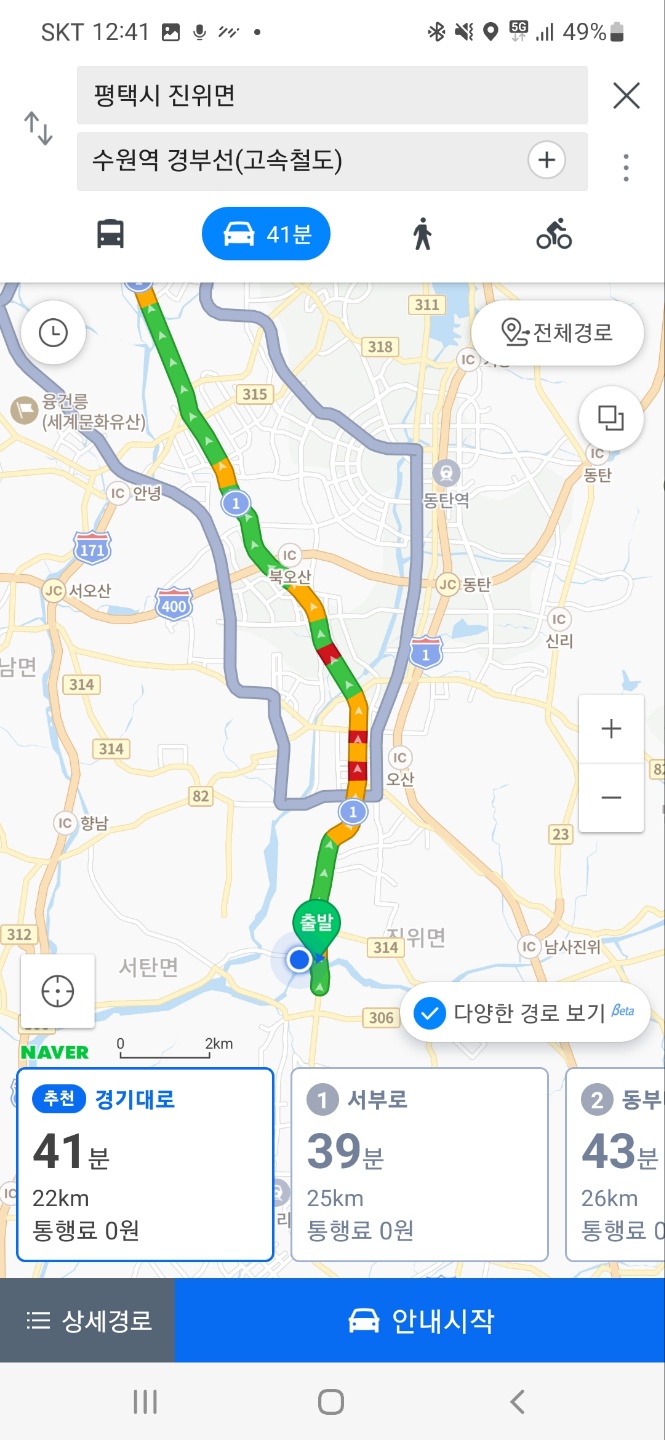 SKT 12:41
5G
49%
평택시 진위면
수원역 경부선(고속철도)
41분
311
전체경로
318
IC
315
융건릉
(세계문화유산)
IC
동탄
동탄역
IC 안녕
1
171
IC
북오산
JC 서오산
400
JC 동탄
IC
신리
1
남면
314
314
IC
오산
82
82
1
IC 향남
23
출발
312
진위면
314
IC 남사진위
서탄면
306
다양한 경로 보기 Beta
NAVER
0
2km
추천 경기대로
1 서부로
2 동부
41분
39분
43분
IC
22km
25km
26km
리
통행료 0원
통행료 0원
통행료 0
상세경로
안내시작